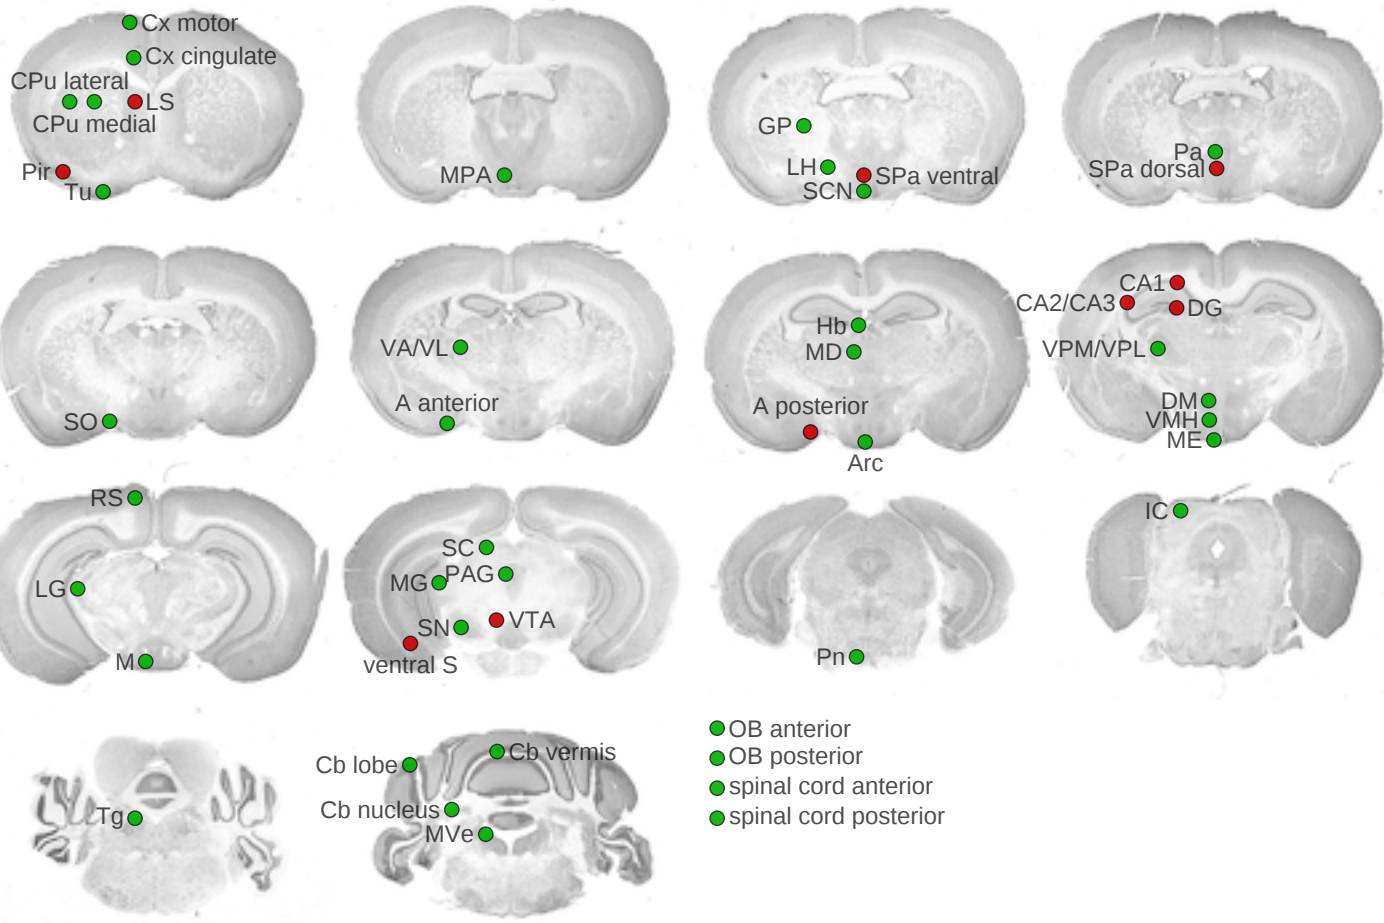 Cx motor
Cx cingulate
CPu lateral
LS
CPu medial
Pir
Tu
MPA
GP
LH
SPa ventral
SCN
Pa
SPa dorsal
SO
VA/VL
A anterior
Hb
MD
A posterior
Arc
CA1
CA2/CA3
DG
VPM/VPL
DM
VMH
ME
RS
LG
M
SC
MG
PAG
SN
VTA
ventral S
Pn
IC
Tg
Cb lobe
Cb vermis
Cb nucleus
MVe
OB anterior
OB posterior
spinal cord anterior
spinal cord posterior